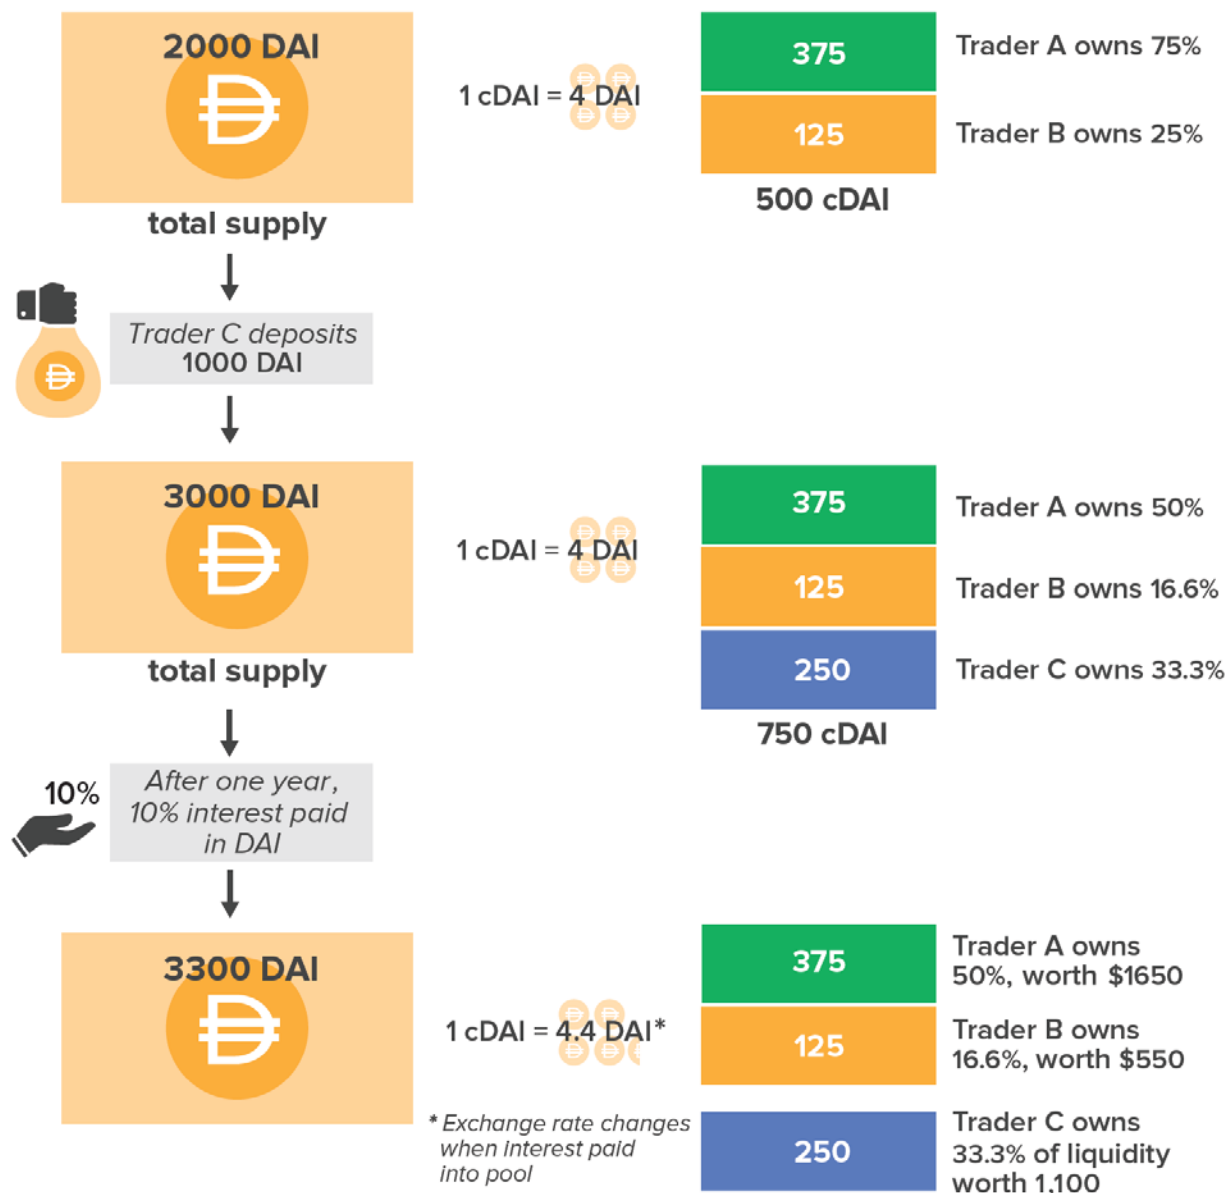 2000 DAI
total supply
1 cDAI = 4 DAI
375
125
500 cDAI
Trader A owns 75%
Trader B owns 25%
Trader C deposits
1000 DAI
3000 DAI
total supply
1 cDAI = 4 DAI
375
125
250
750 cDAI
Trader A owns 50%
Trader B owns 16.6%
Trader C owns 33.3%
10%
After one year,
10% interest paid
in DAI
3300 DAI
1 cDAI = 4.4 DAI*
* Exchange rate changes
when interest paid
into pool
375
125
250
Trader A owns
50%, worth $1650
Trader B owns
16.6%, worth $550
Trader C owns
33.3% of liquidity
worth 1,100